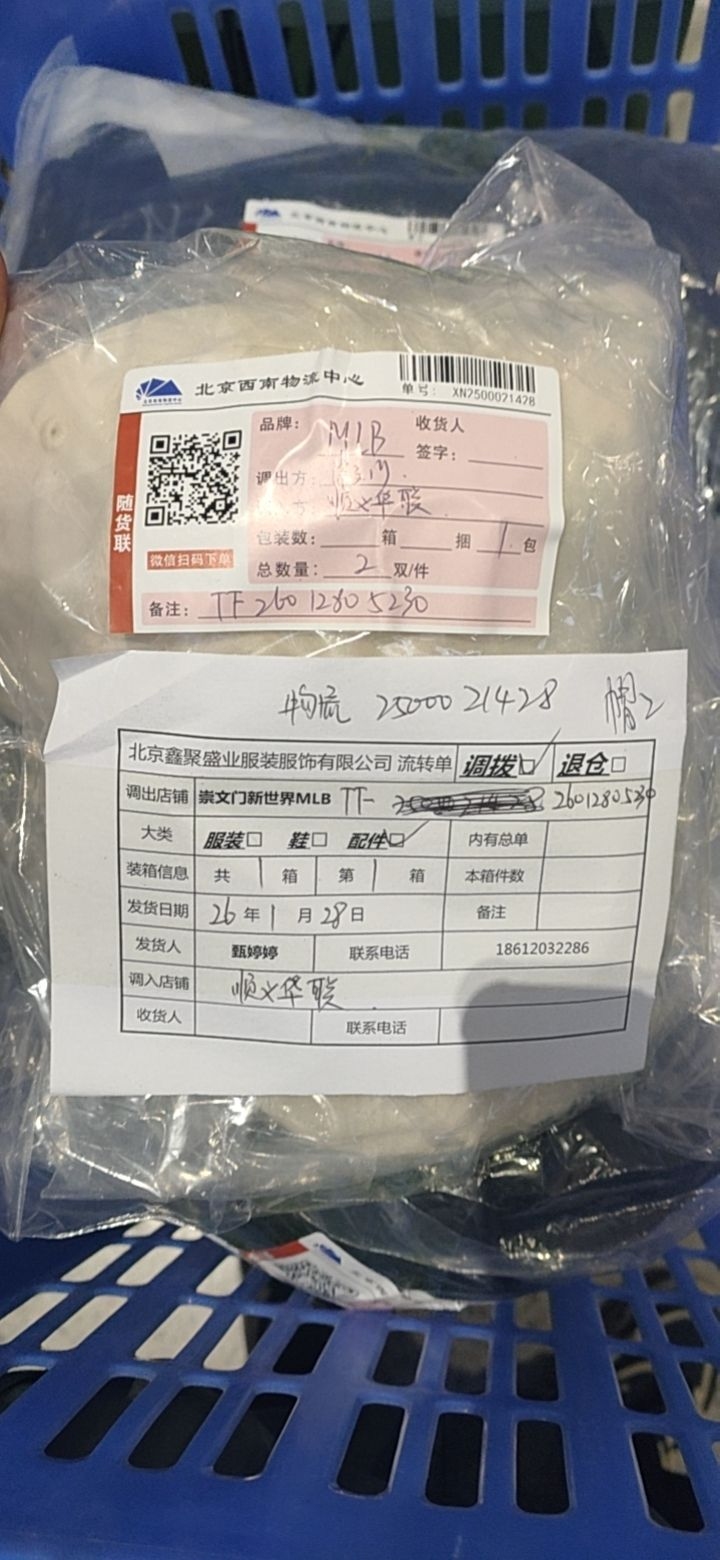 北京西南物流中心
单号: XN2500021428
随货联
微信扫码下单
品牌: MLB 收货人
签字:
调出方:
方: 顺义华联
包装数: 箱 捆 1 包
总数量: 2 双/件
备注: TF26012805230
物流 2500021428 帽2
北京鑫聚盛业服装服饰有限公司 流转单 调拨☑ 退仓□
调出店铺 崇文门新世界MLB TT- 2601280530
大类 服装□ 鞋□ 配件☑ 内有总单
装箱信息 共 1 箱 第 1 箱 本箱件数
发货日期 26年1月28日 备注
发货人 甄婷婷 联系电话 18612032286
调入店铺 顺义华联
收货人 联系电话